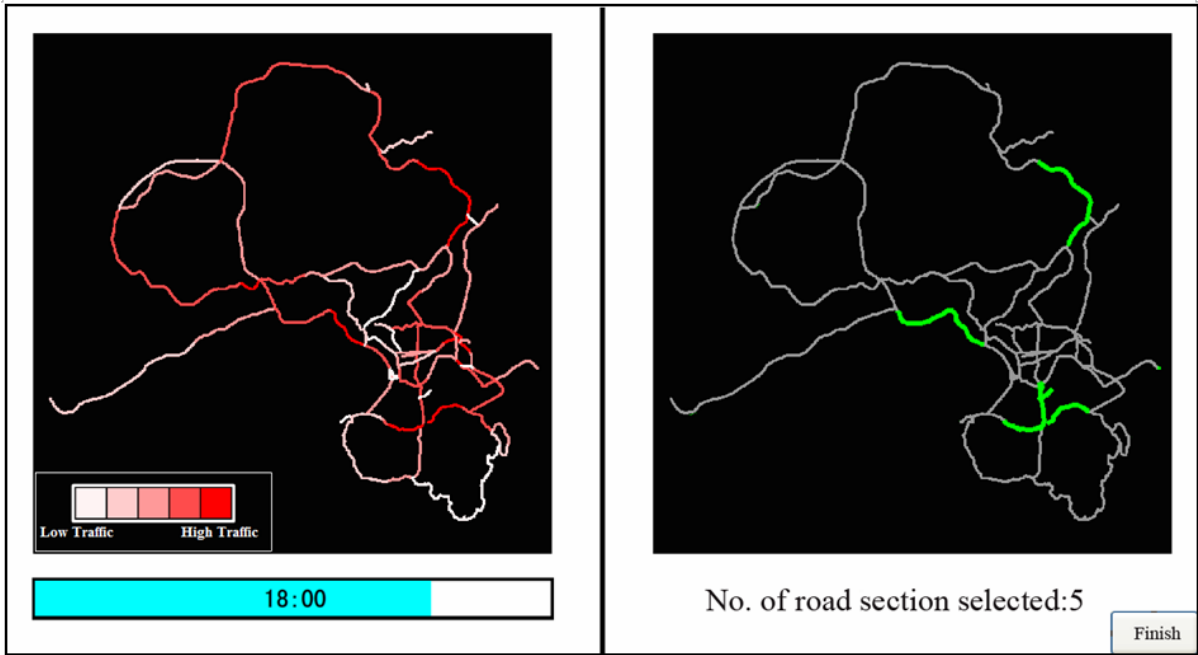 Low Traffic
High Traffic
18:00
No. of road section selected:5
Finish